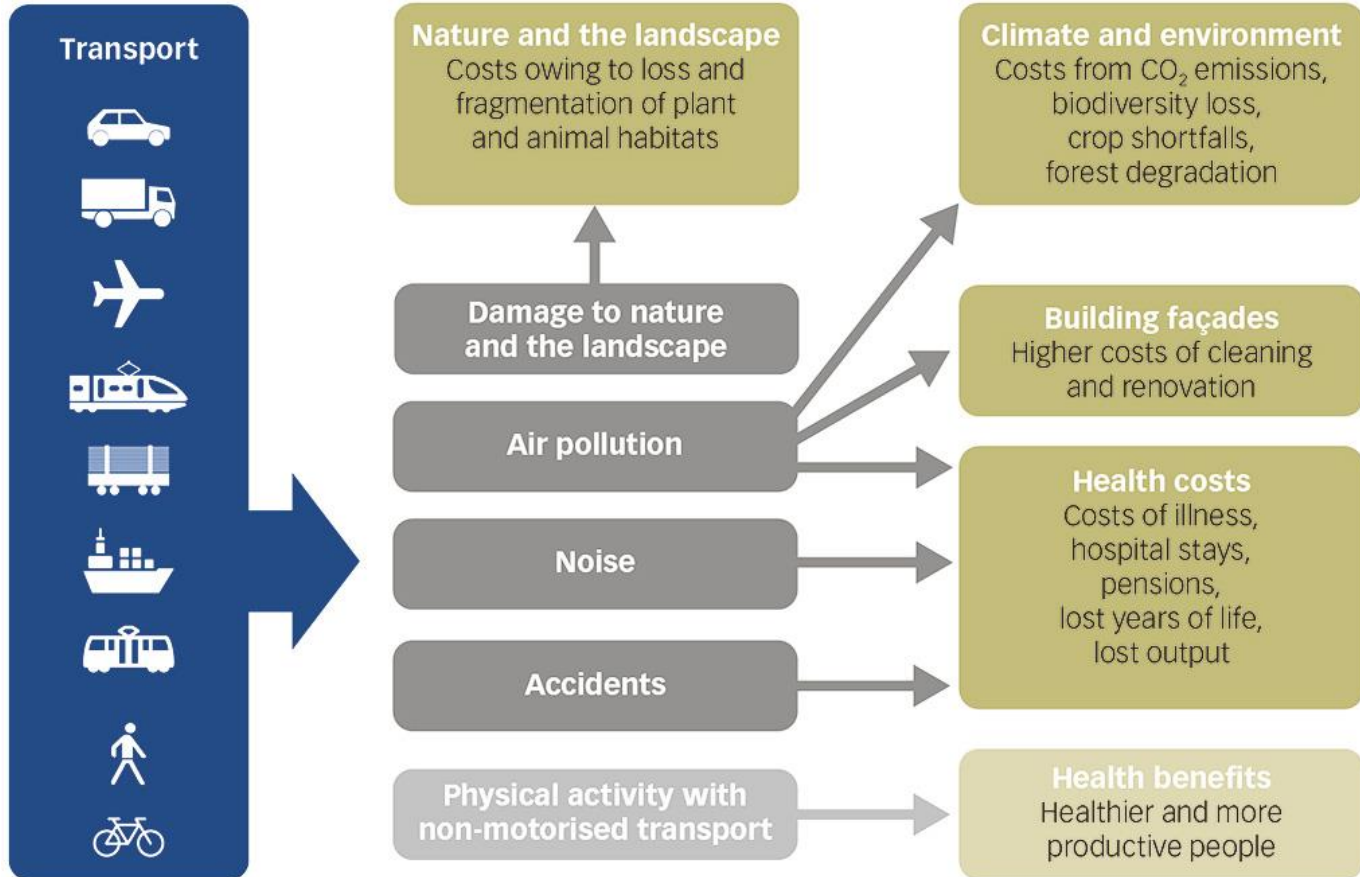 Transport
Nature and the landscape
Costs owing to loss and
fragmentation of plant
and animal habitats
Climate and environment
Costs from CO₂ emissions,
biodiversity loss,
crop shortfalls,
forest degradation
Damage to nature
and the landscape
Building façades
Higher costs of cleaning
and renovation
Air pollution
Health costs
Costs of illness,
hospital stays,
pensions,
lost years of life,
lost output
Noise
Accidents
Physical activity with
non-motorised transport
Health benefits
Healthier and more
productive people